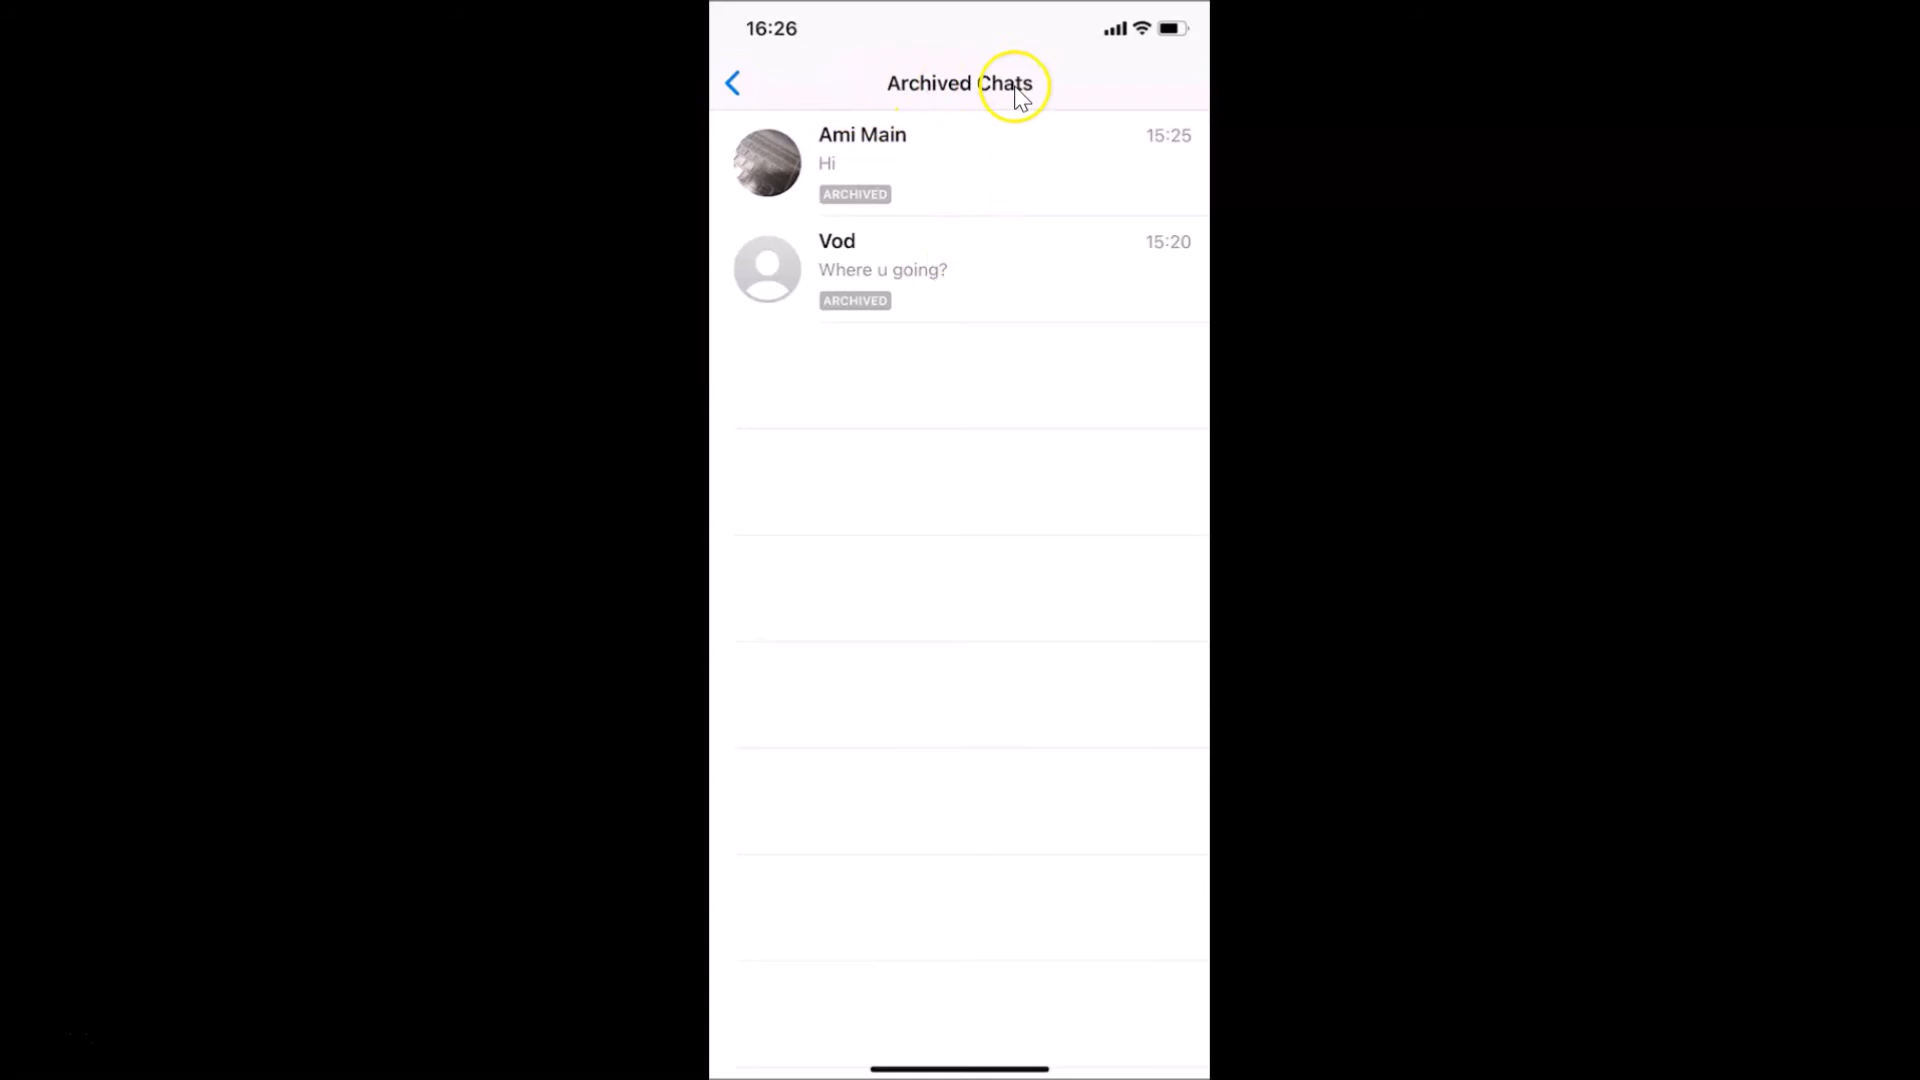 16:26
Archived Chats
Ami Main
15:25
Hi
ARCHIVED
Vod
15:20
Where u going?
ARCHIVED